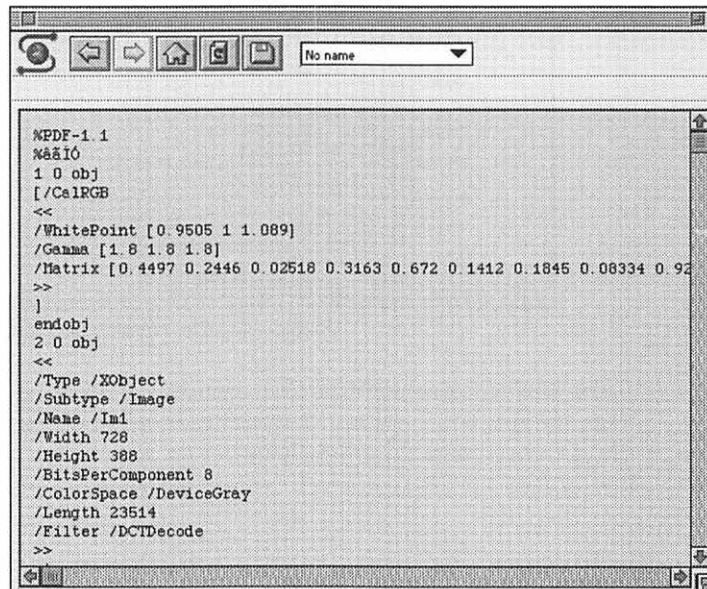 No name
%PDF-1.1
%âãÏÓ
1 0 obj
[/CalRGB
<<
/WhitePoint [0.9505 1 1.089]
/Gamma [1.8 1.8 1.8]
/Matrix [0.4497 0.2446 0.02518 0.3163 0.672 0.1412 0.1845 0.08334 0.92
>>
]
endobj
2 0 obj
<<
/Type /XObject
/Subtype /Image
/Name /Im1
/Width 728
/Height 388
/BitsPerComponent 8
/ColorSpace /DeviceGray
/Length 23514
/Filter /DCTDecode
>>